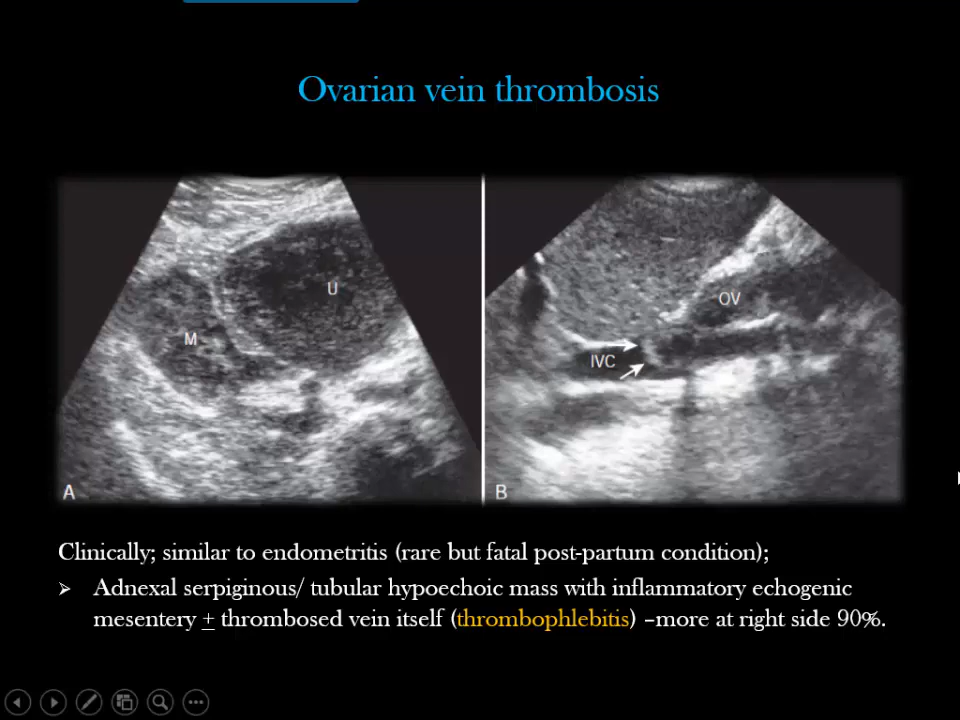 Ovarian vein thrombosis
U
M
A
OV
IVC
B
Clinically; similar to endometritis (rare but fatal post-partum condition);
➢ Adnexal serpiginous/ tubular hypoechoic mass with inflammatory echogenic
mesentery + thrombosed vein itself (thrombophlebitis) –more at right side 90%.